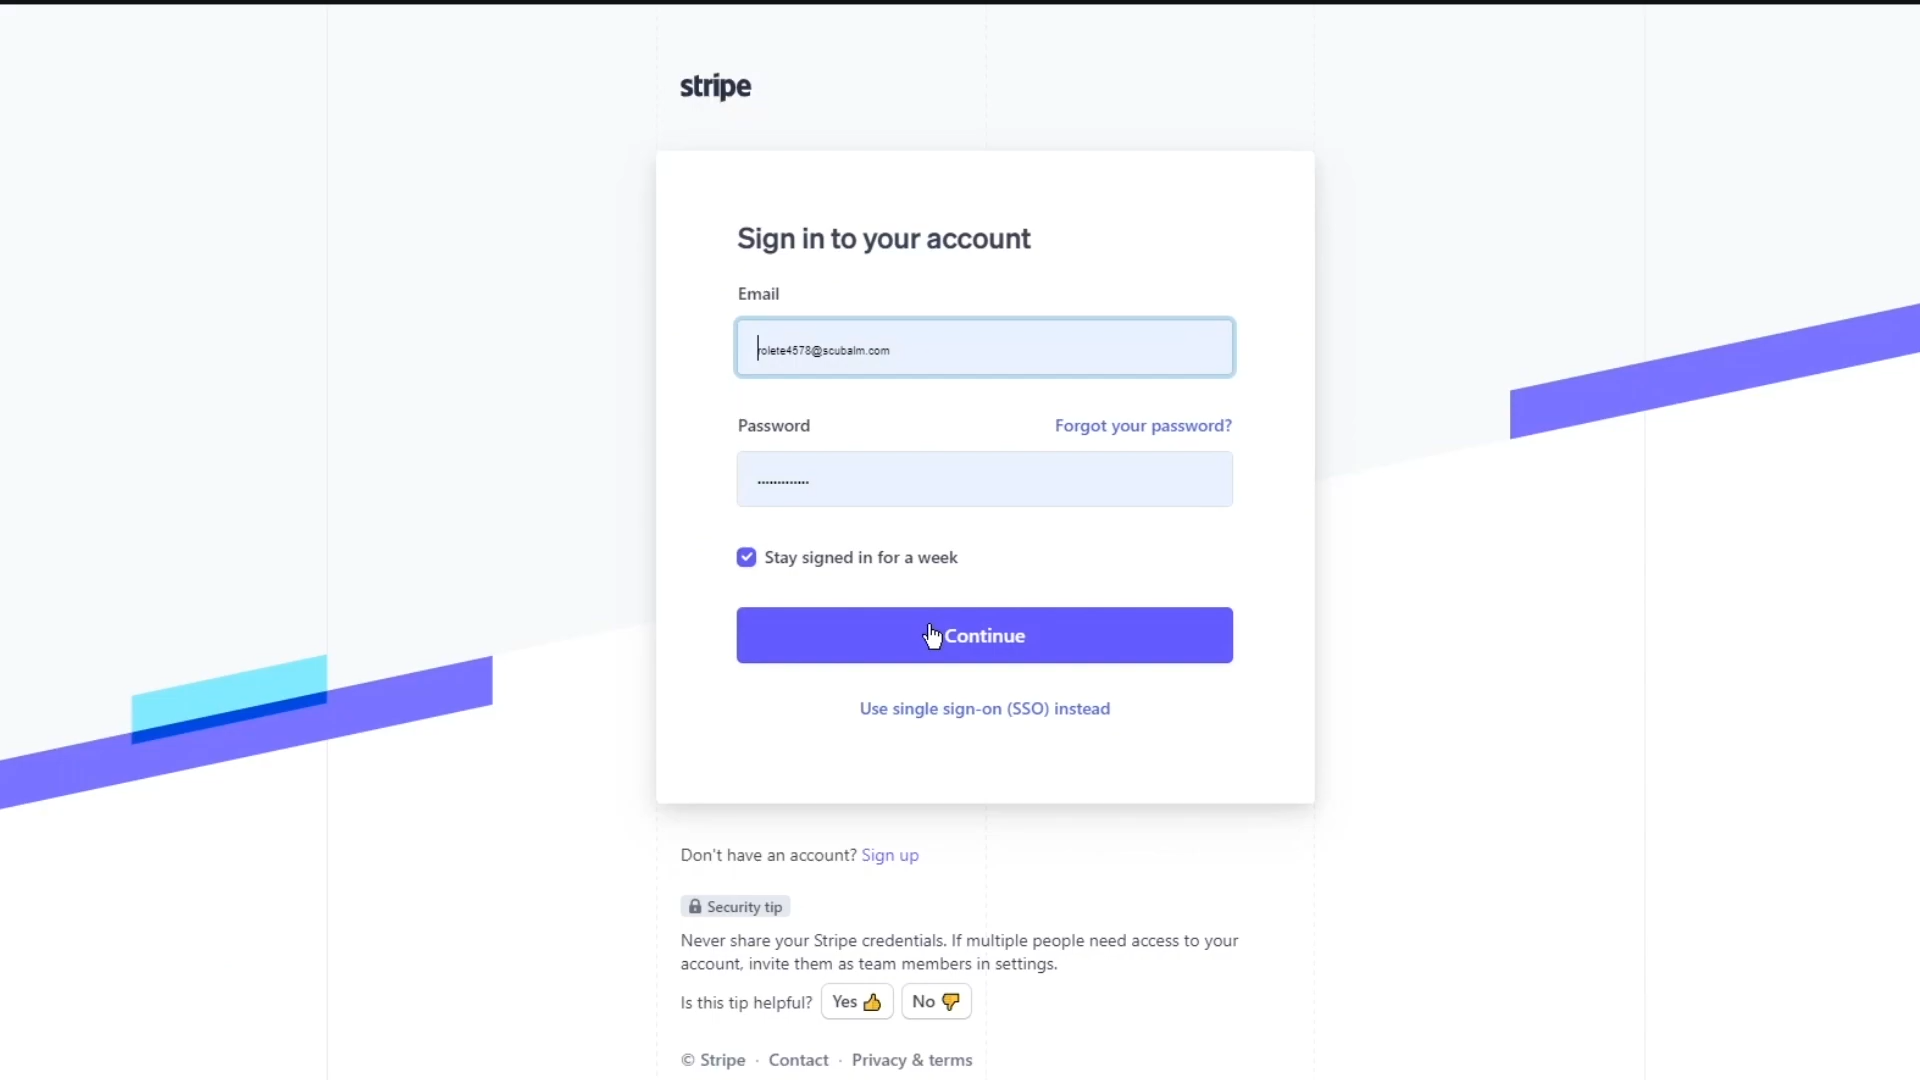 stripe
Sign in to your account
Email
rolete4578@scubalm.com
Password Forgot your password?
.............
Stay signed in for a week
Continue
Use single sign-on (SSO) instead
Don't have an account? Sign up
Security tip
Never share your Stripe credentials. If multiple people need access to your
account, invite them as team members in settings.
Is this tip helpful? Yes 👍 No 👎
© Stripe · Contact · Privacy & terms